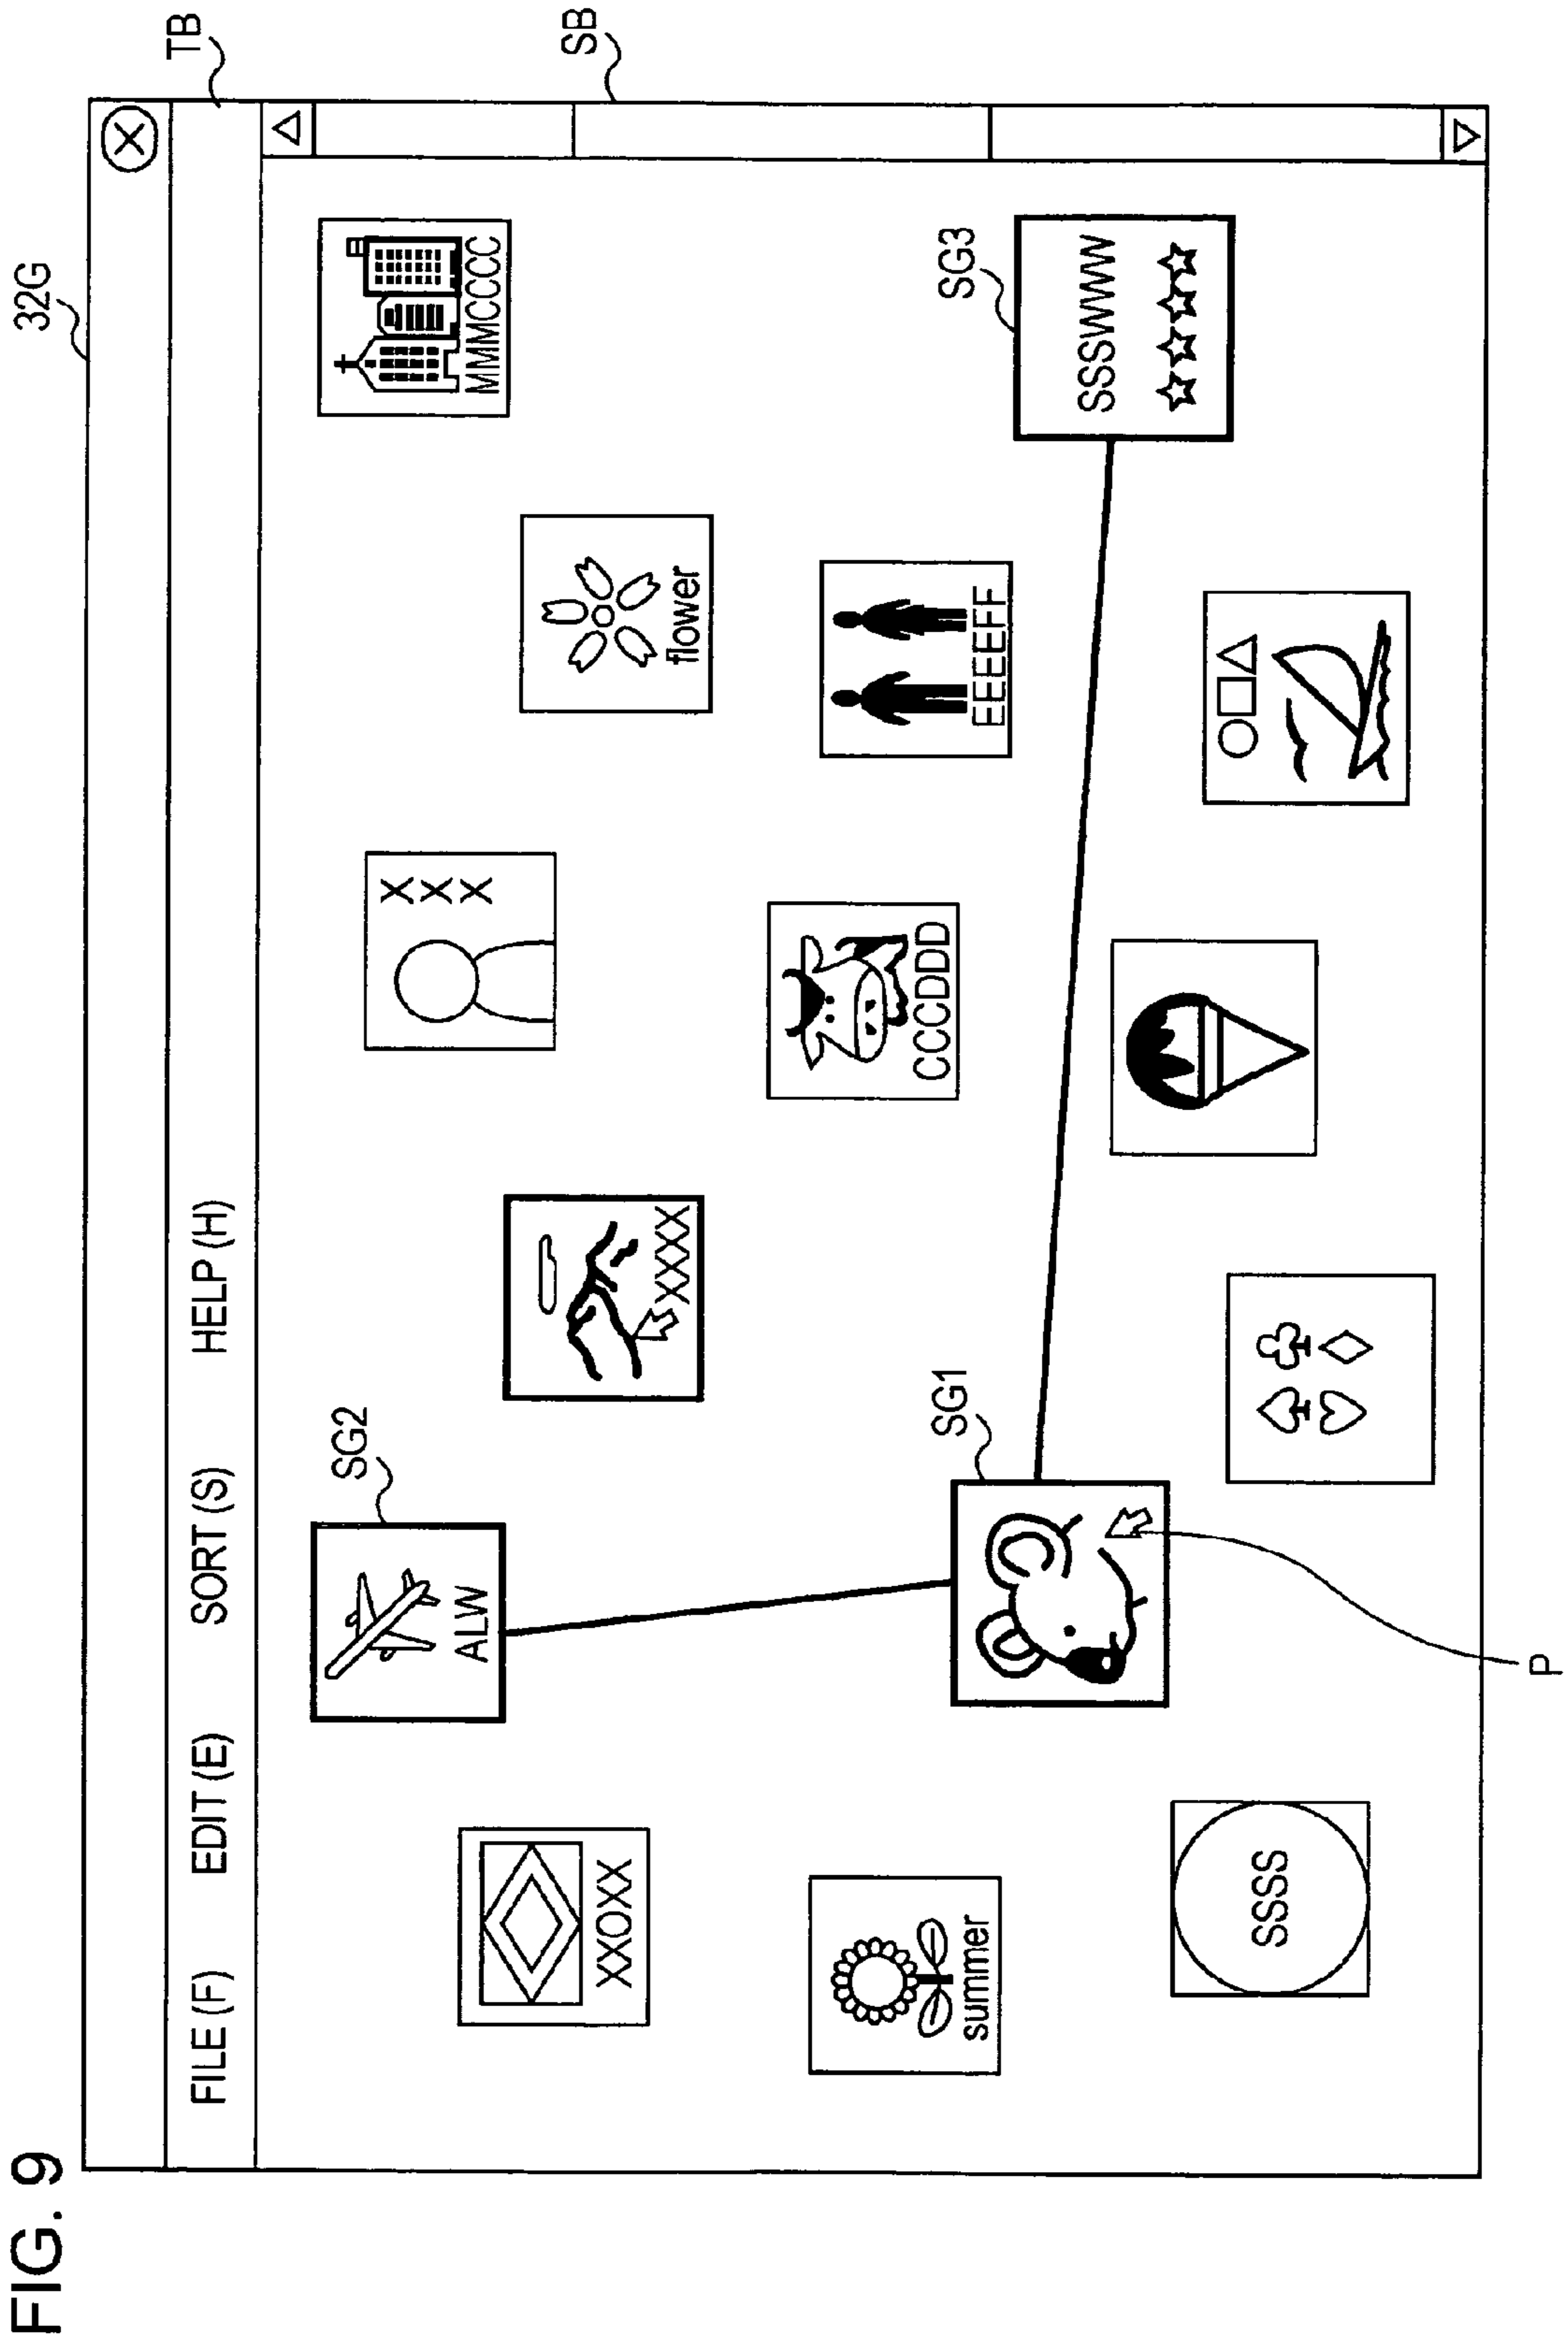 FIG. 9
32G
TB
FILE (F) EDIT (E) SORT (S) HELP (H)
SB
SG2
ALW
XXX
MMMCCCC
XXOXX
XXXX
flower
summer
CCCDDD
EEEEFF
SG1
SG3
SSSWWW
☆☆☆☆
SSSS
○□△
P